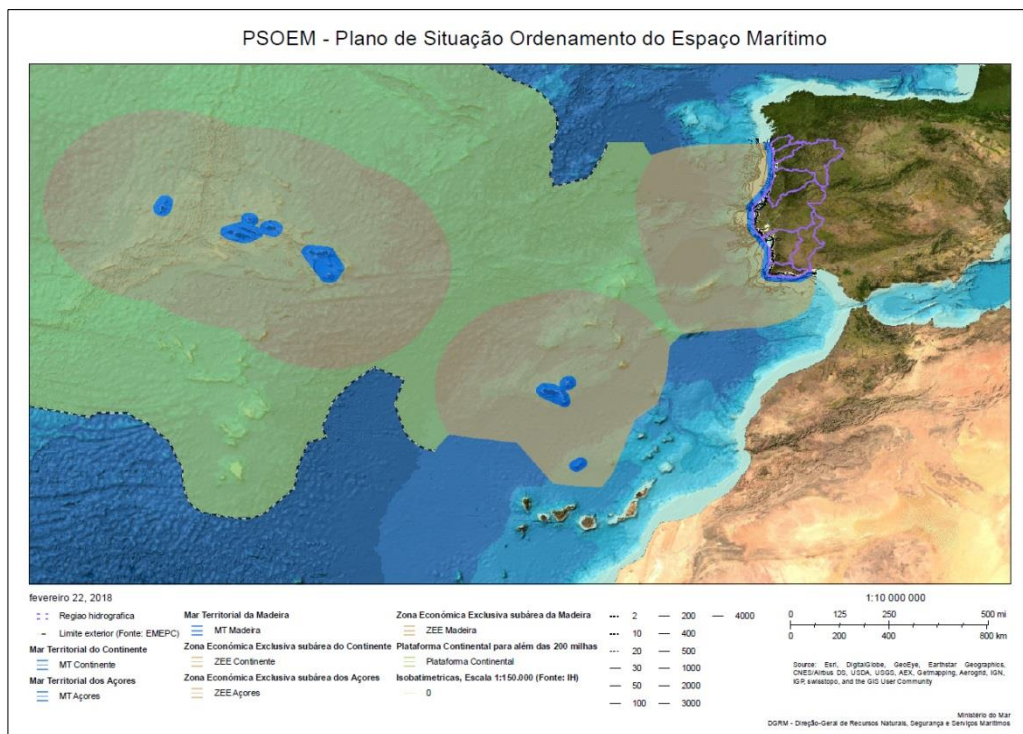 PSOEM - Plano de Situação Ordenamento do Espaço Marítimo
fevereiro 22, 2018
Regiao hidrografica
Limite exterior (Fonte: EMEPC)
Mar Territorial do Continente
MT Continente
Mar Territorial dos Açores
MT Açores
Mar Territorial da Madeira
MT Madeira
Zona Económica Exclusiva subárea do Continente
ZEE Continente
Zona Económica Exclusiva subárea dos Açores
ZEE Açores
Zona Económica Exclusiva subárea da Madeira
ZEE Madeira
Plataforma Continental para além das 200 milhas
Plataforma Continental
Isobatimetricas, Escala 1:150.000 (Fonte: IH)
0
2
10
20
30
50
100
200
400
500
1000
2000
3000
4000
1:10 000 000
0 125 250 500 mi
0 200 400 800 km
Source: Esri, DigitalGlobe, GeoEye, Earthstar Geographics,
CNES/Airbus DS, USDA, USGS, AEX, Getmapping, Aerogrid, IGN,
IGP, swisstopo, and the GIS User Community
Ministério do Mar
DGRM - Direção-Geral de Recursos Naturais, Segurança e Serviços Marítimos